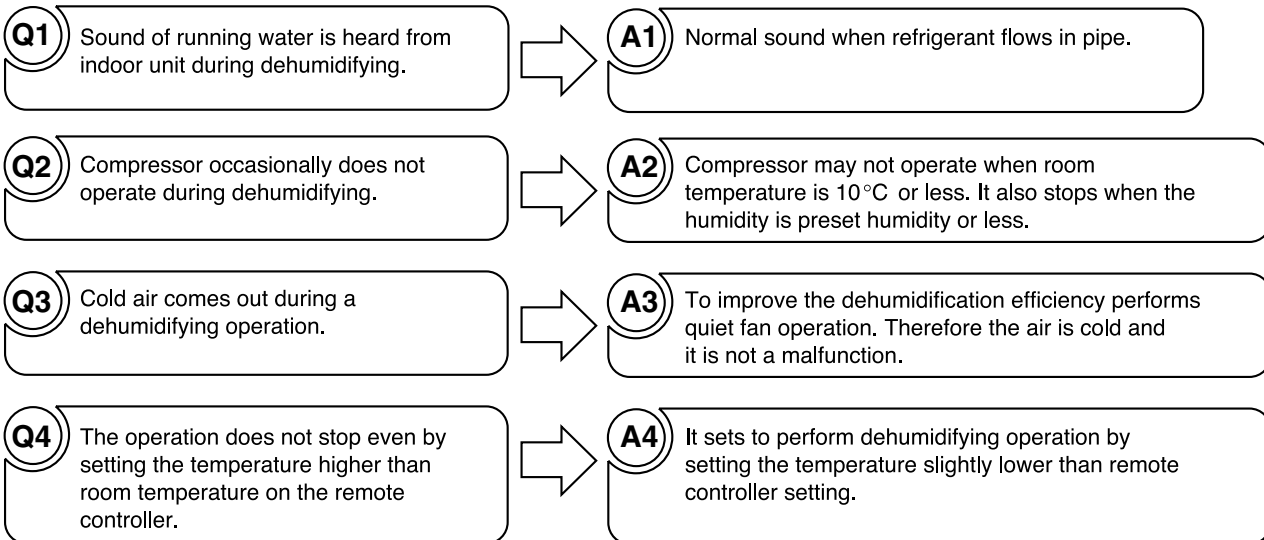 Q1
Sound of running water is heard from
indoor unit during dehumidifying.
A1
Normal sound when refrigerant flows in pipe.
Q2
Compressor occasionally does not
operate during dehumidifying.
A2
Compressor may not operate when room
temperature is 10°C or less. It also stops when the
humidity is preset humidity or less.
Q3
Cold air comes out during a
dehumidifying operation.
A3
To improve the dehumidification efficiency performs
quiet fan operation. Therefore the air is cold and
it is not a malfunction.
Q4
The operation does not stop even by
setting the temperature higher than
room temperature on the remote
controller.
A4
It sets to perform dehumidifying operation by
setting the temperature slightly lower than remote
controller setting.